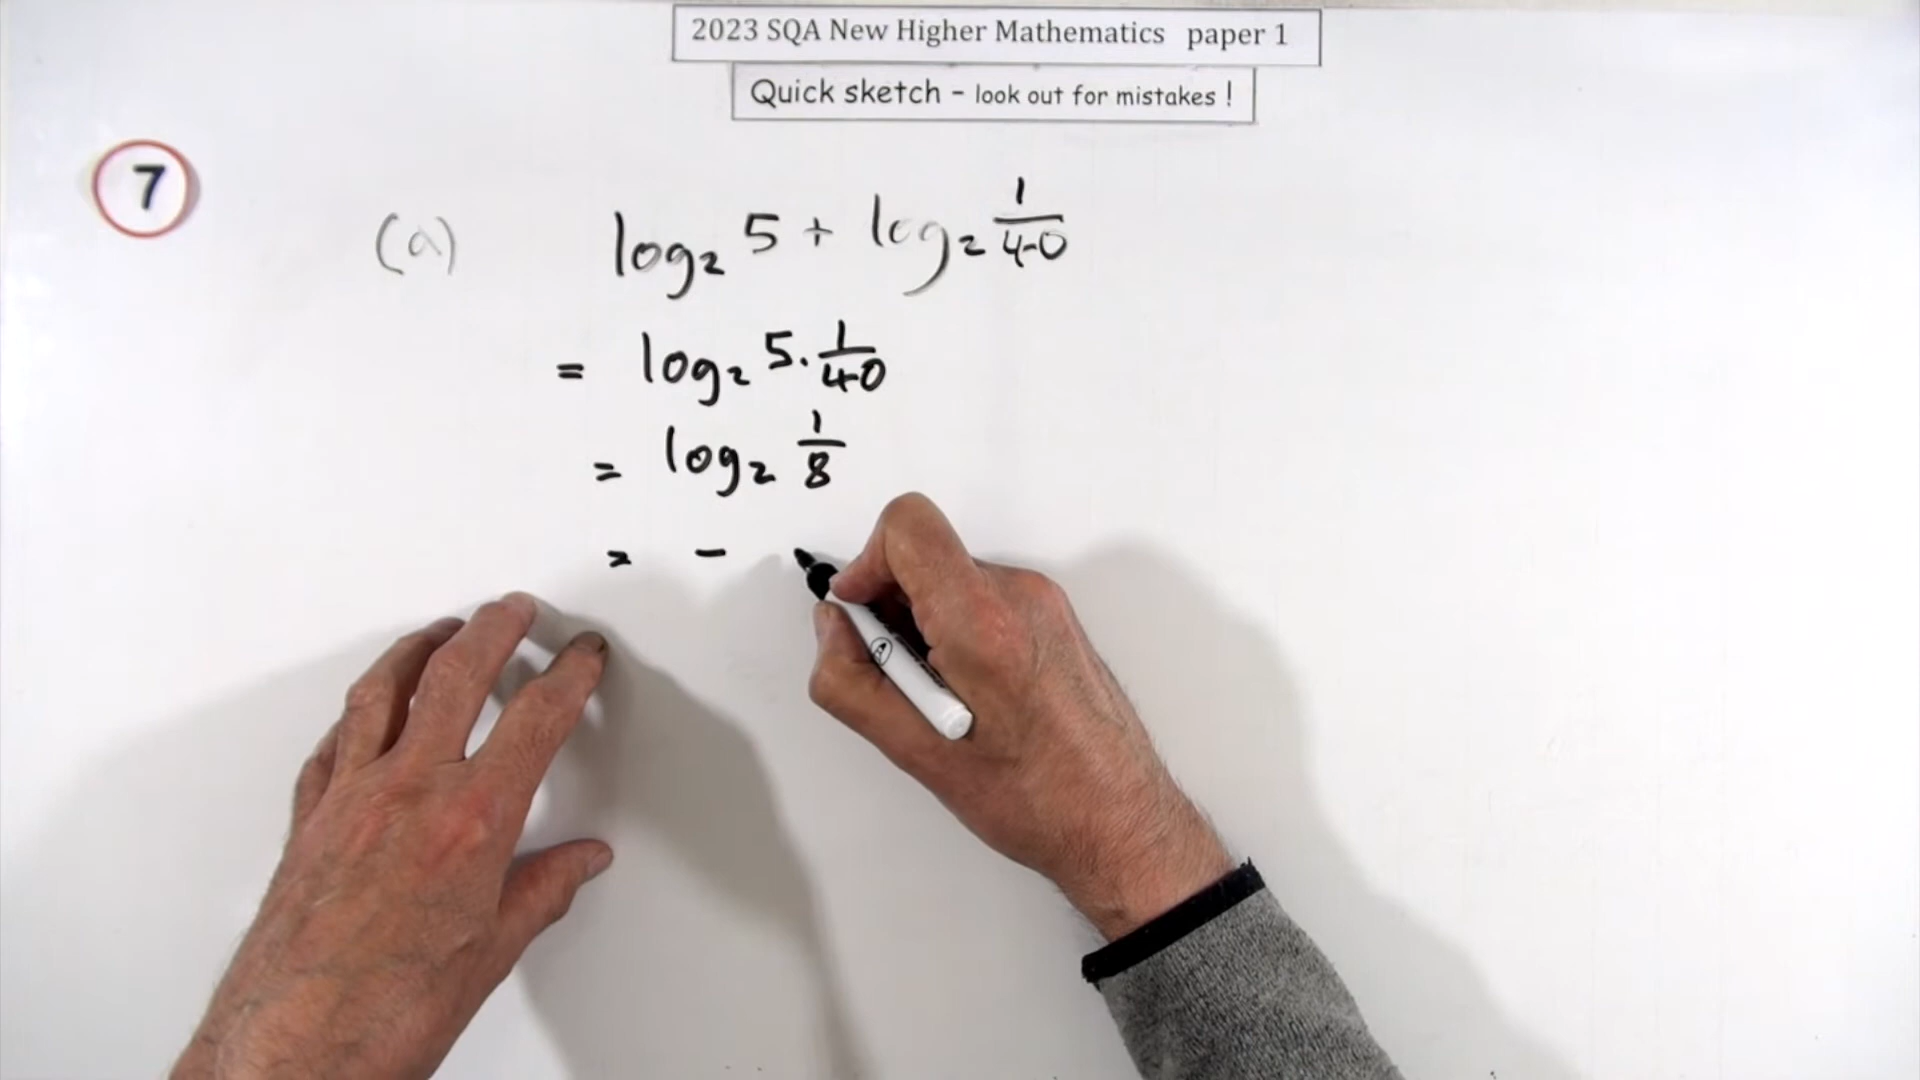 2023 SQA New Higher Mathematics paper 1
Quick sketch - look out for mistakes !
7
(a) log₂ 5 + log₂ 1/40
= log₂ 5 . 1/40
= log₂ 1/8
= -